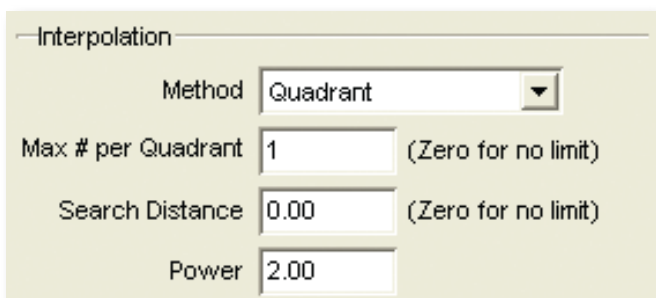 Interpolation
Method Quadrant
Max # per Quadrant 1 (Zero for no limit)
Search Distance 0.00 (Zero for no limit)
Power 2.00